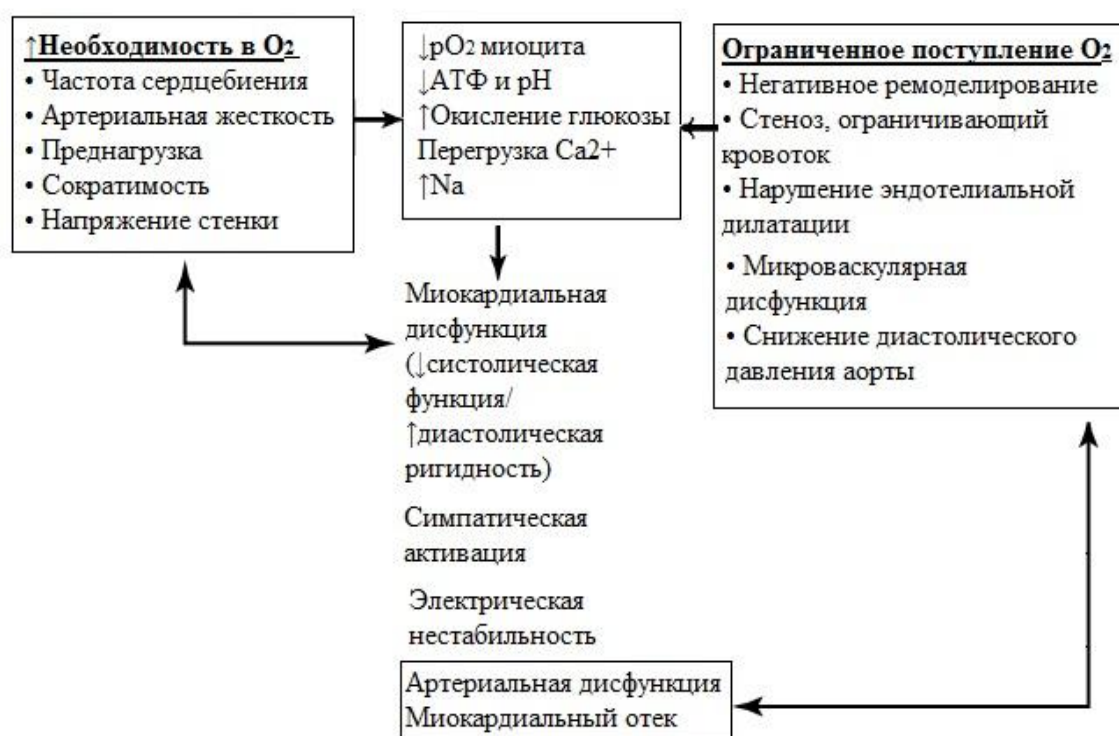 ↑Необходимость в O2
• Частота сердцебиения
• Артериальная жесткость
• Преднагрузка
• Сократимость
• Напряжение стенки
↓pO2 миоцита
↓АТФ и pH
↑Окисление глюкозы
Перегрузка Ca2+
↑Na
Ограниченное поступление O2
• Негативное ремоделирование
• Стеноз, ограничивающий
кровоток
• Нарушение эндотелиальной
дилатации
• Микроваскулярная
дисфункция
• Снижение диастолического
давления аорты
Миокардиальная
дисфункция
(↓систолическая
функция/
↑диастолическая
ригидность)
Симпатическая
активация
Электрическая
нестабильность
Артериальная дисфункция
Миокардиальный отек